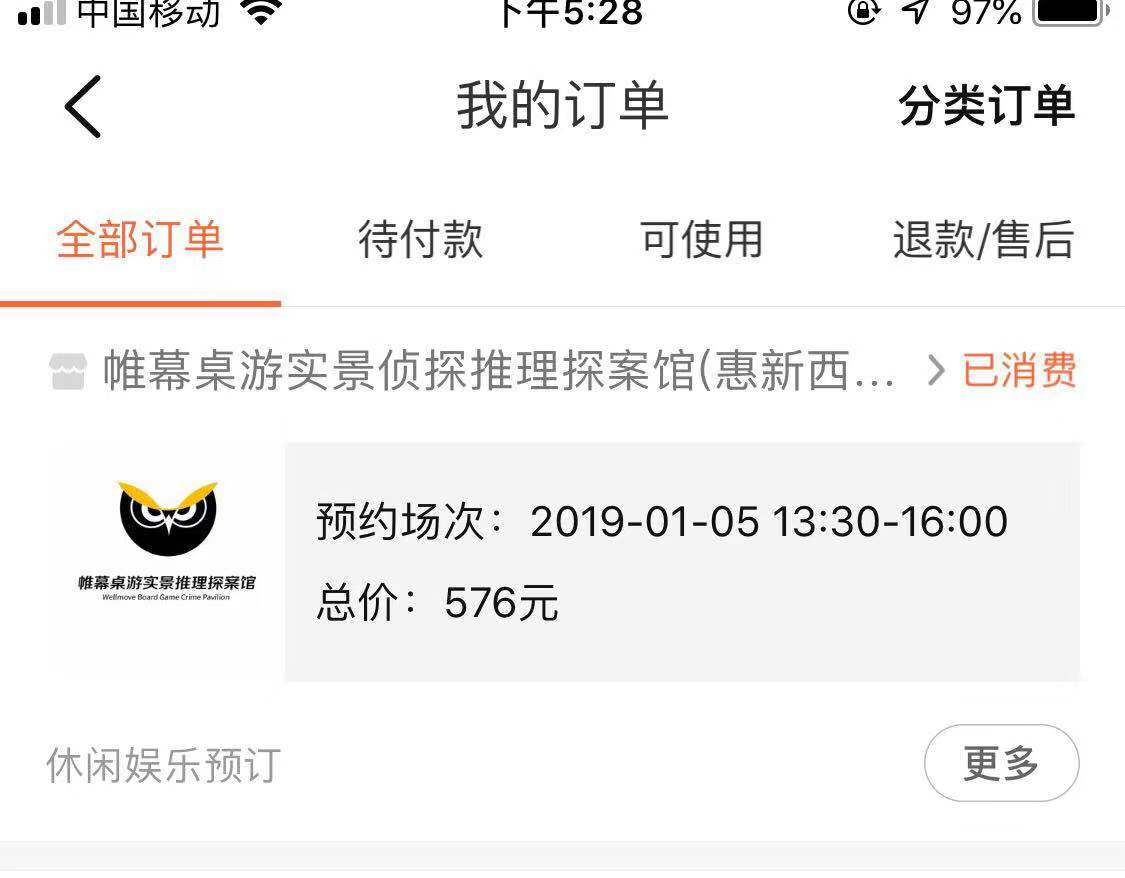 中国移动 下午5:28 97%
我的订单 分类订单
全部订单 待付款 可使用 退款/售后
帷幕桌游实景侦探推理探案馆(惠新西... 已消费
预约场次：2019-01-05 13:30-16:00
总价：576元
帷幕桌游实景推理探案馆
Wellmove Board Game Crime Pavilion
休闲娱乐预订 更多